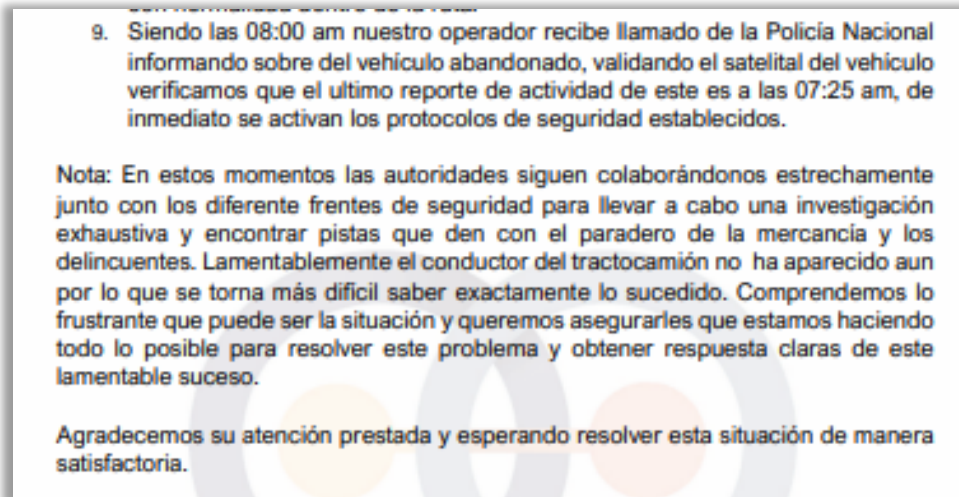 9. Siendo las 08:00 am nuestro operador recibe llamado de la Policía Nacional
informando sobre del vehículo abandonado, validando el satelital del vehículo
verificamos que el ultimo reporte de actividad de este es a las 07:25 am, de
inmediato se activan los protocolos de seguridad establecidos.
Nota: En estos momentos las autoridades siguen colaborándonos estrechamente
junto con los diferente frentes de seguridad para llevar a cabo una investigación
exhaustiva y encontrar pistas que den con el paradero de la mercancía y los
delincuentes. Lamentablemente el conductor del tractocamión no ha aparecido aun
por lo que se torna más difícil saber exactamente lo sucedido. Comprendemos lo
frustrante que puede ser la situación y queremos asegurarles que estamos haciendo
todo lo posible para resolver este problema y obtener respuesta claras de este
lamentable suceso.
Agradecemos su atención prestada y esperando resolver esta situación de manera
satisfactoria.